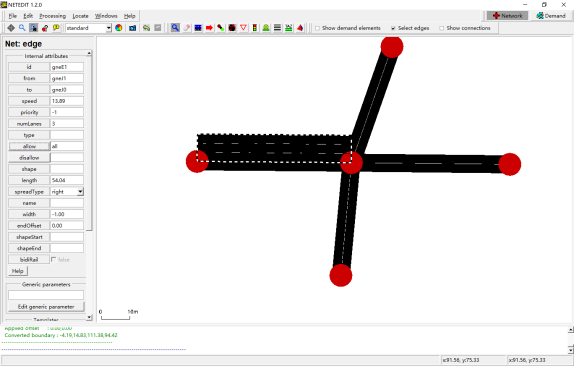 NETEDIT 1.2.0
File Edit Processing Locate Windows Help
Network Demand
standard Show demand elements Select edges Show connections
Net: edge
Internal attributes
id gneE1
from gneJ1
to gneJ0
speed 13.89
priority -1
numLanes 3
type
allow all
disallow
shape
length 54.04
spreadType right
name
width -1.00
endOffset 0.00
shapeStart
shapeEnd
bidiRail false
Help
Generic parameters
Edit generic parameter
Templates
0 10m
Applied offset : 0.00,0.00
Converted boundary : -4.19,14.83,111.38,94.42
x:91.56, y:75.33 x:91.56, y:75.33